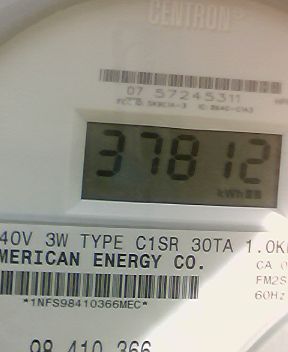 CENTRON
07 57245311
37812
kWh
40V 3W TYPE C1SR 30TA 1.0K
MERICAN ENERGY CO.
CA 0
FM2S
*1NFS98410366MEC*
60Hz
98 410 366